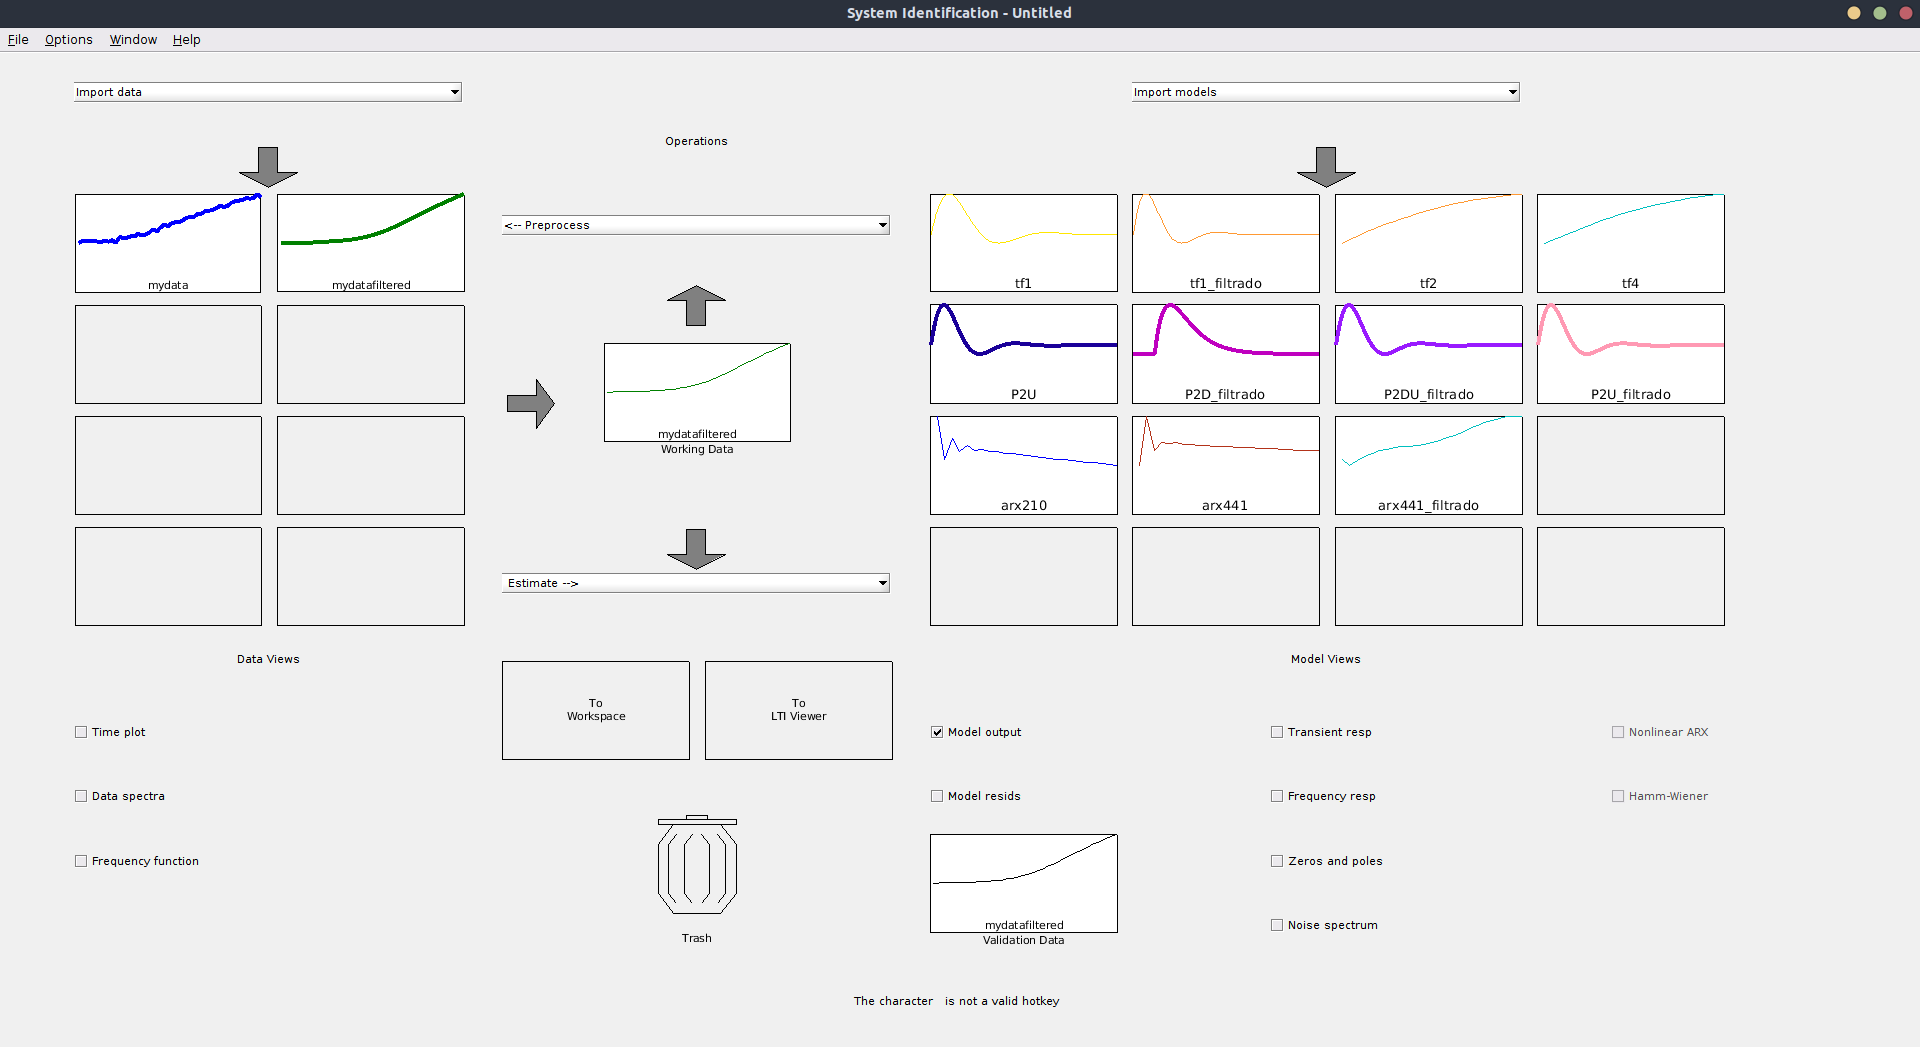 System Identification - Untitled
File Options Window Help
Import data
Import models
Operations
<-- Preprocess
mydata
mydatafiltered
tf1
tf1_filtrado
tf2
tf4
P2U
P2D_filtrado
P2DU_filtrado
P2U_filtrado
mydatafiltered
Working Data
arx210
arx441
arx441_filtrado
Estimate -->
Data Views
Model Views
To
Workspace
To
LTI Viewer
Time plot
Data spectra
Frequency function
Trash
Model output
Model resids
mydatafiltered
Validation Data
Transient resp
Frequency resp
Zeros and poles
Noise spectrum
Nonlinear ARX
Hamm-Wiener
The character   is not a valid hotkey